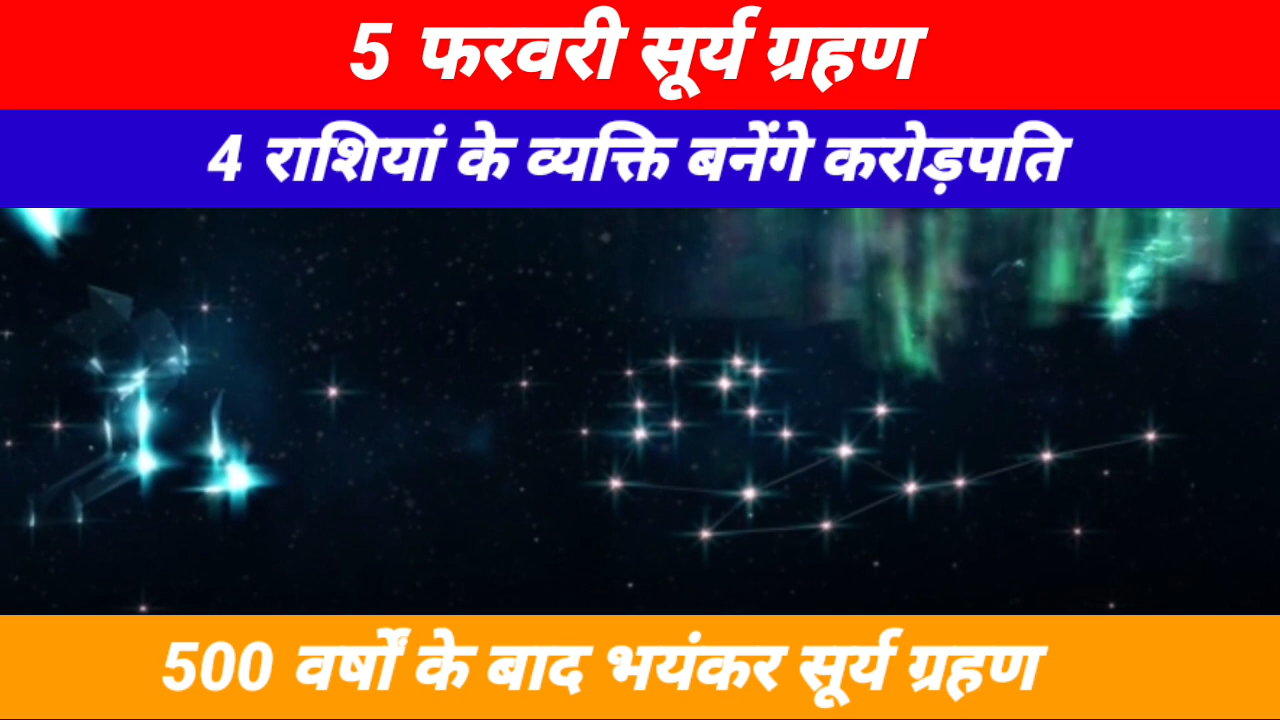 5 फरवरी सूर्य ग्रहण
4 राशियां के व्यक्ति बनेंगे करोड़पति
500 वर्षों के बाद भयंकर सूर्य ग्रहण